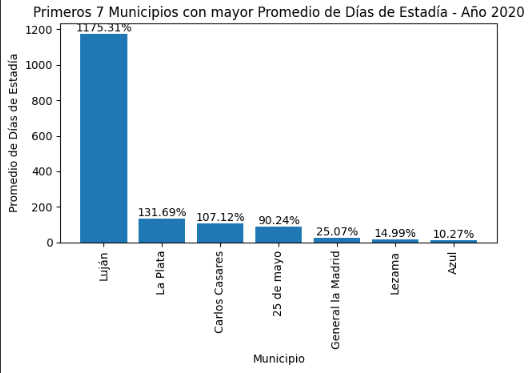 Primeros 7 Municipios con mayor Promedio de Días de Estadía - Año 2020
Promedio de Días de Estadía
1200
1000
800
600
400
200
0
1175.31%
131.69%
107.12%
90.24%
25.07%
14.99%
10.27%
Luján
La Plata
Carlos Casares
25 de mayo
General la Madrid
Lezama
Azul
Municipio